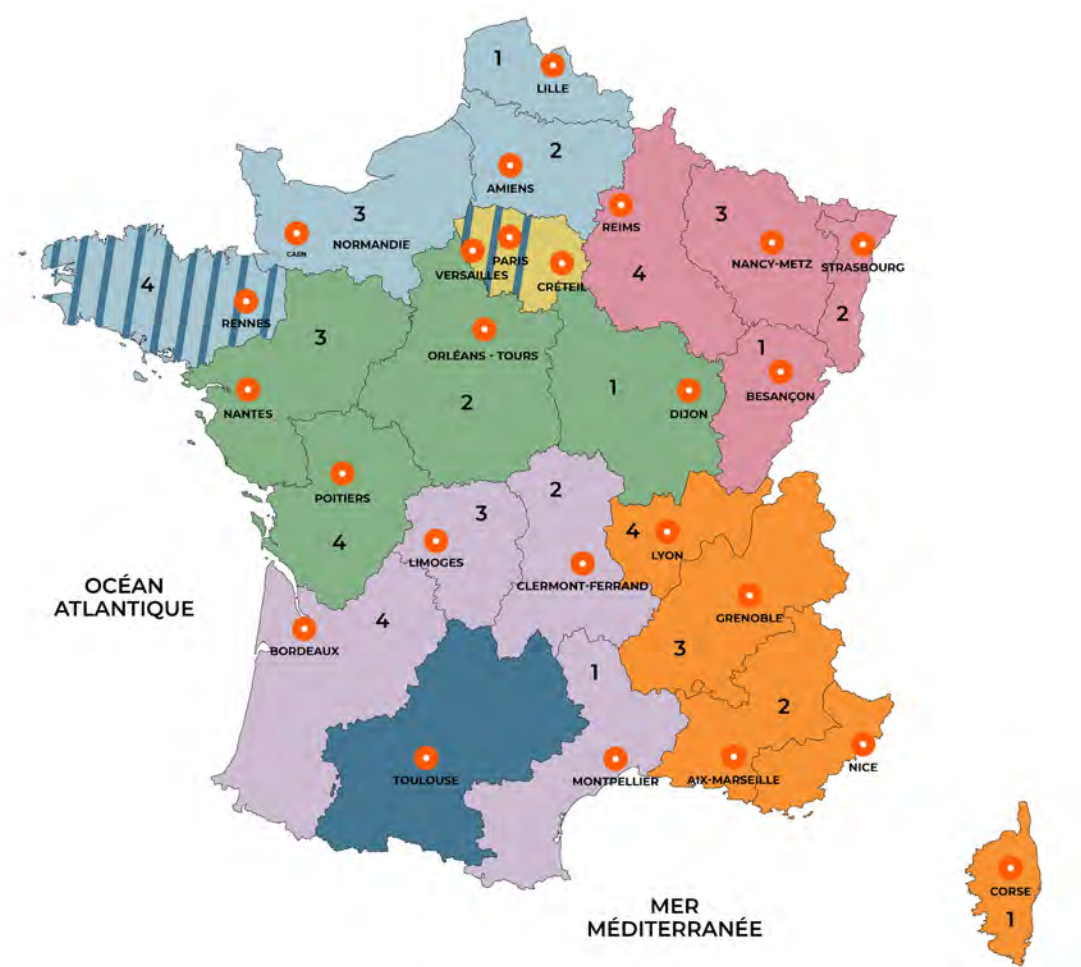 1
LILLE
2
AMIENS
3
CAEN
NORMANDIE
REIMS
3
NANCY-METZ
STRASBOURG
VERSAILLES
PARIS
CRÉTEIL
4
4
RENNES
2
3
ORLÉANS - TOURS
1
BESANÇON
NANTES
2
1
DIJON
POITIERS
2
3
4
LIMOGES
4
LYON
CLERMONT-FERRAND
OCÉAN
ATLANTIQUE
4
BORDEAUX
GRENOBLE
3
1
2
TOULOUSE
MONTPELLIER
AIX-MARSEILLE
NICE
CORSE
1
MER
MÉDITERRANÉE